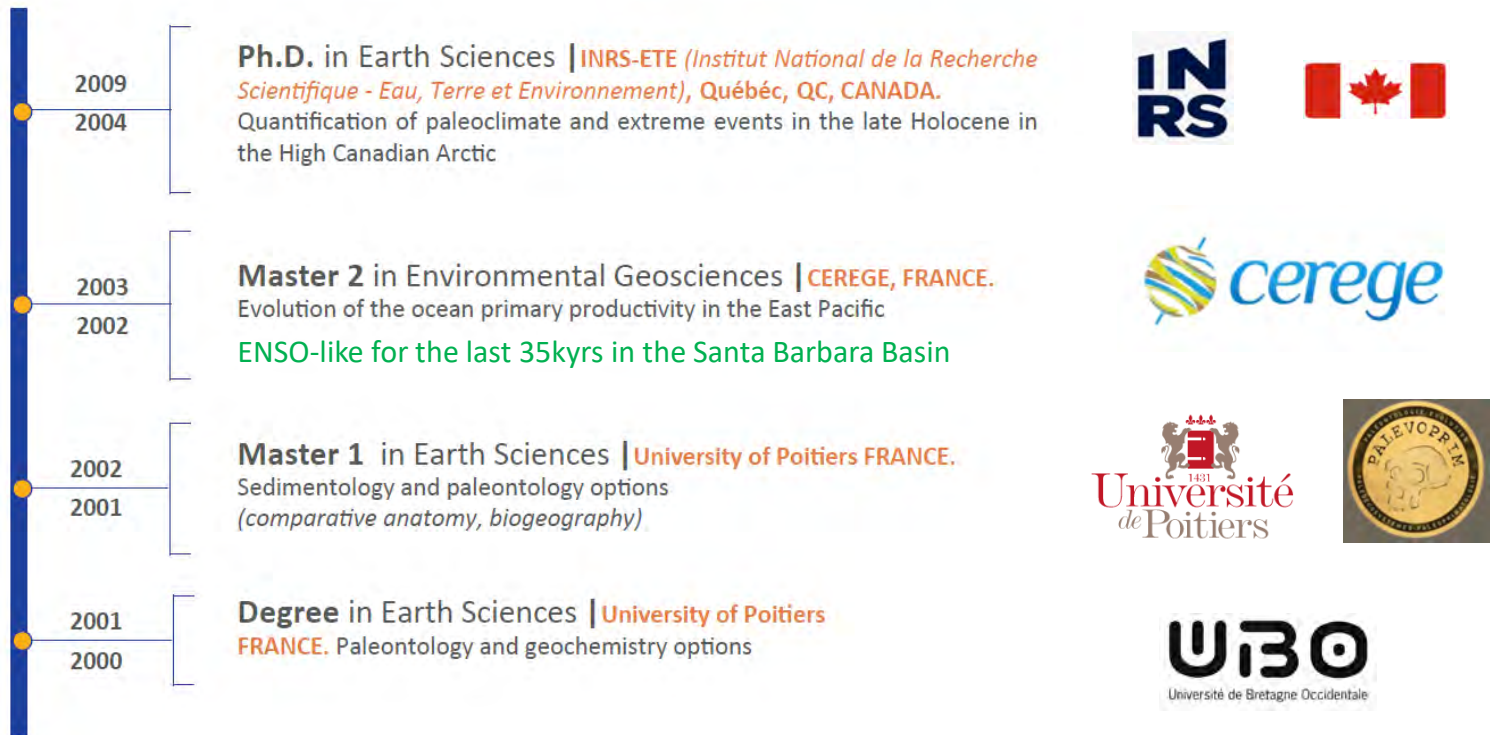 2009
2004
Ph.D. in Earth Sciences | INRS-ETE (Institut National de la Recherche
Scientifique - Eau, Terre et Environnement), Québéc, QC, CANADA.
Quantification of paleoclimate and extreme events in the late Holocene in
the High Canadian Arctic
INRS
2003
2002
Master 2 in Environmental Geosciences | CEREGE, FRANCE.
Evolution of the ocean primary productivity in the East Pacific
ENSO-like for the last 35kyrs in the Santa Barbara Basin
cerege
2002
2001
Master 1 in Earth Sciences | University of Poitiers FRANCE.
Sedimentology and paleontology options
(comparative anatomy, biogeography)
1431
Université
de Poitiers
PALEVOPRIM
2001
2000
Degree in Earth Sciences | University of Poitiers
FRANCE. Paleontology and geochemistry options
UBO
Université de Bretagne Occidentale